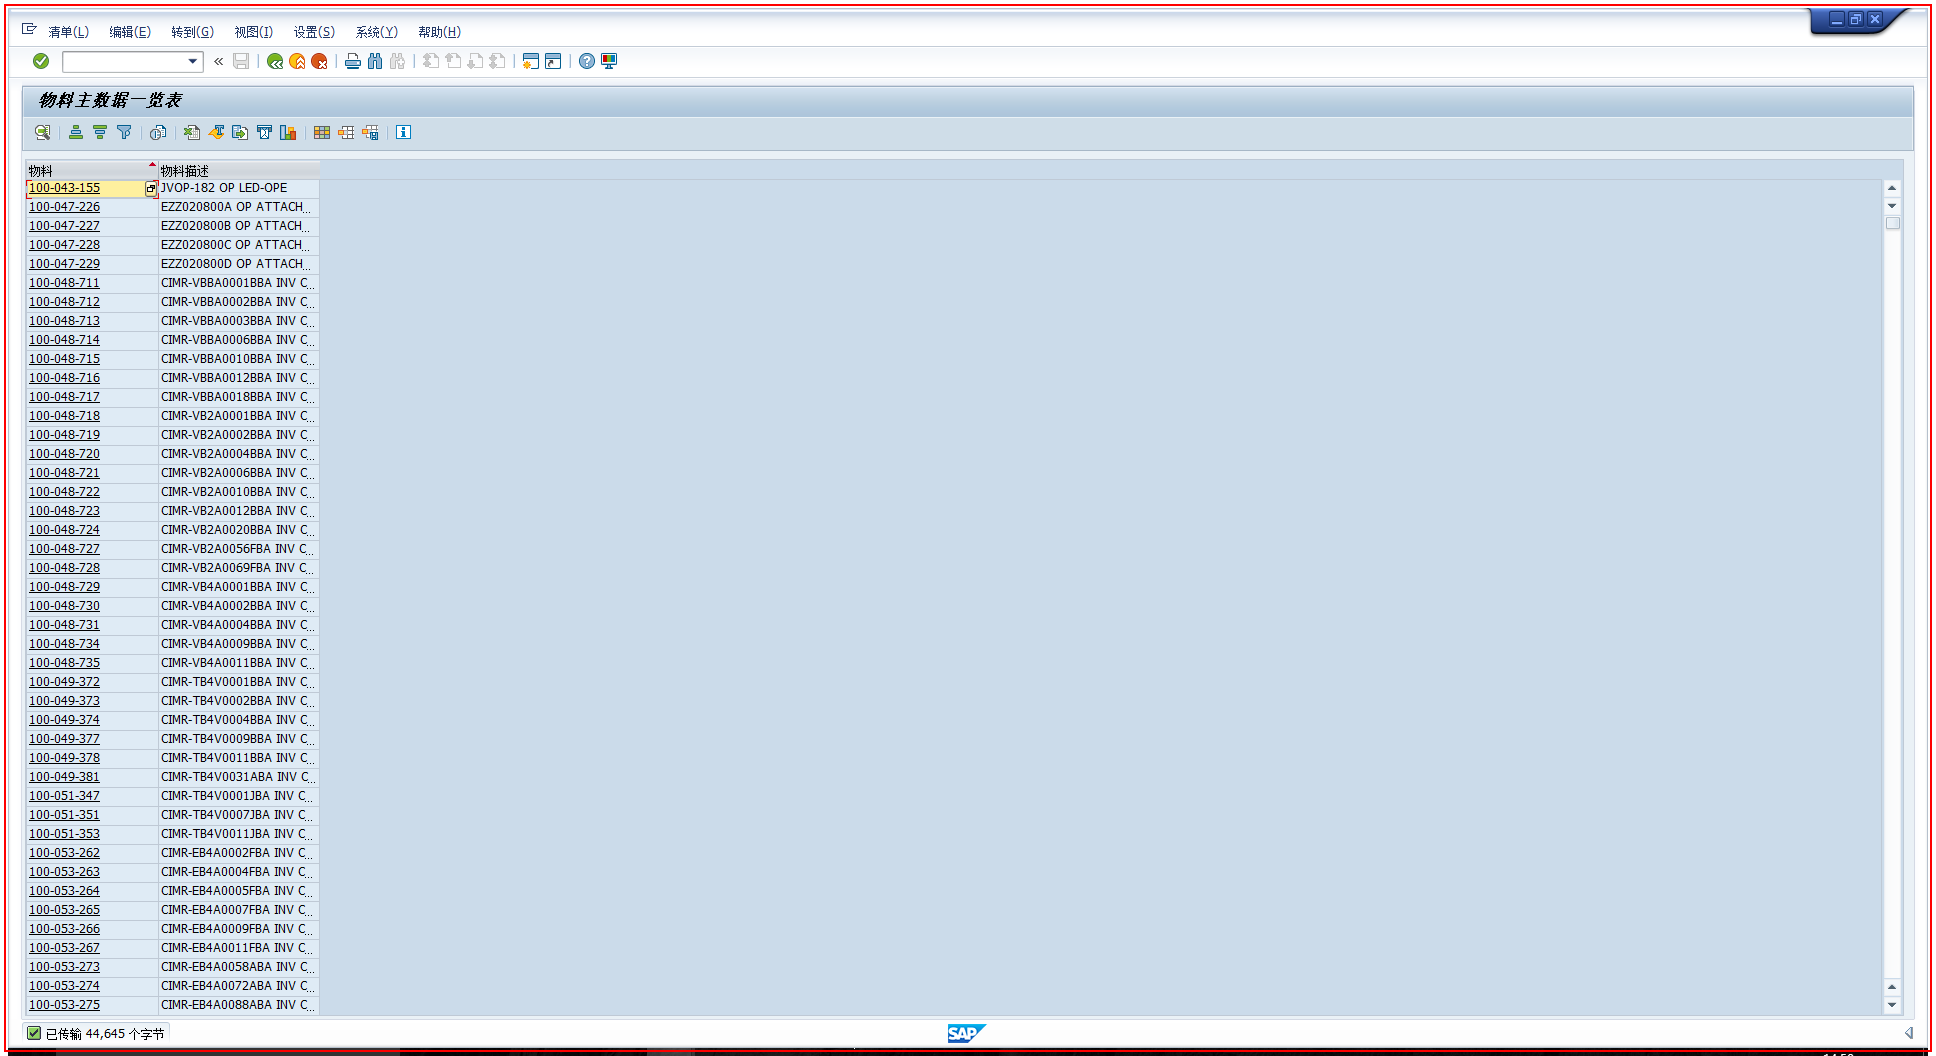 清单(L) 编辑(E) 转到(G) 视图(I) 设置(S) 系统(Y) 帮助(H)
物料主数据一览表
物料 物料描述
100-043-155 JVOP-182 OP LED-OPE
100-047-226 EZZ020800A OP ATTACH...
100-047-227 EZZ020800B OP ATTACH...
100-047-228 EZZ020800C OP ATTACH...
100-047-229 EZZ020800D OP ATTACH...
100-048-711 CIMR-VBBA0001BBA INV C...
100-048-712 CIMR-VBBA0002BBA INV C...
100-048-713 CIMR-VBBA0003BBA INV C...
100-048-714 CIMR-VBBA0006BBA INV C...
100-048-715 CIMR-VBBA0010BBA INV C...
100-048-716 CIMR-VBBA0012BBA INV C...
100-048-717 CIMR-VBBA0018BBA INV C...
100-048-718 CIMR-VB2A0001BBA INV C...
100-048-719 CIMR-VB2A0002BBA INV C...
100-048-720 CIMR-VB2A0004BBA INV C...
100-048-721 CIMR-VB2A0006BBA INV C...
100-048-722 CIMR-VB2A0010BBA INV C...
100-048-723 CIMR-VB2A0012BBA INV C...
100-048-724 CIMR-VB2A0020BBA INV C...
100-048-727 CIMR-VB2A0056FBA INV C...
100-048-728 CIMR-VB2A0069FBA INV C...
100-048-729 CIMR-VB4A0001BBA INV C...
100-048-730 CIMR-VB4A0002BBA INV C...
100-048-731 CIMR-VB4A0004BBA INV C...
100-048-734 CIMR-VB4A0009BBA INV C...
100-048-735 CIMR-VB4A0011BBA INV C...
100-049-372 CIMR-TB4V0001BBA INV C...
100-049-373 CIMR-TB4V0002BBA INV C...
100-049-374 CIMR-TB4V0004BBA INV C...
100-049-377 CIMR-TB4V0009BBA INV C...
100-049-378 CIMR-TB4V0011BBA INV C...
100-049-381 CIMR-TB4V0031ABA INV C...
100-051-347 CIMR-TB4V0001JBA INV C...
100-051-351 CIMR-TB4V0007JBA INV C...
100-051-353 CIMR-TB4V0011JBA INV C...
100-053-262 CIMR-EB4A0002FBA INV C...
100-053-263 CIMR-EB4A0004FBA INV C...
100-053-264 CIMR-EB4A0005FBA INV C...
100-053-265 CIMR-EB4A0007FBA INV C...
100-053-266 CIMR-EB4A0009FBA INV C...
100-053-267 CIMR-EB4A0011FBA INV C...
100-053-273 CIMR-EB4A0058ABA INV C...
100-053-274 CIMR-EB4A0072ABA INV C...
100-053-275 CIMR-EB4A0088ABA INV C...
已传输 44,645 个字节
SAP